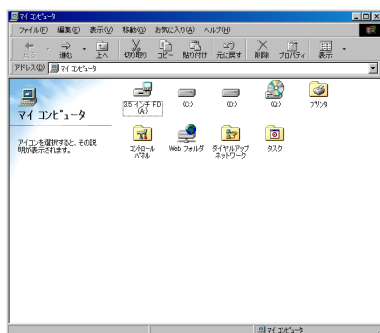 マイ コンピュータ
ファイル(F) 編集(E) 表示(V) 移動(G) お気に入り(A) ヘルプ(H)
戻る 進む 上へ 切り取り コピー 貼り付け 元に戻す 削除 プロパティ 表示
アドレス(D) マイ コンピュータ
マイ コンピュータ
アイコンを選択すると、その説明が表示されます。
3.5 インチ FD (A:)
(C:)
(D:)
(Q:)
プリンタ
コントロール パネル
Web フォルダ
ダイヤルアップ ネットワーク
タスク
マイ コンピュータ